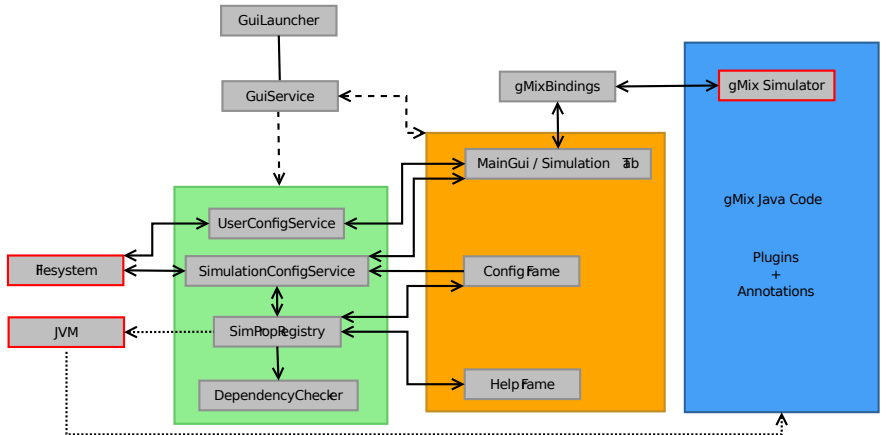 GuiLauncher
GuiService
gMixBindings
gMix Simulator
MainGui / Simulation Tab
UserConfigService
gMix Java Code
Filesystem
SimulationConfigService
ConfigFrame
Plugins
+
Annotations
JVM
SimPropRegistry
HelpFrame
DependencyChecker